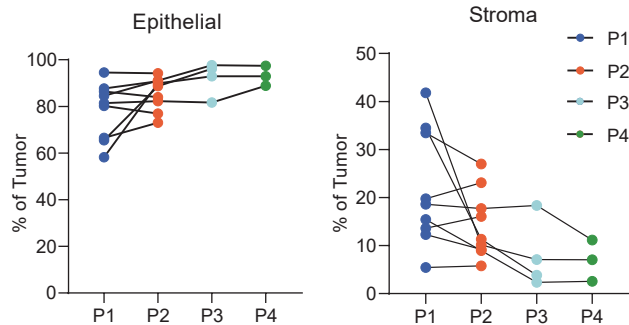 Epithelial
% of Tumor
100
80
60
40
20
0
P1 P2 P3 P4
Stroma
% of Tumor
50
40
30
20
10
0
P1 P2 P3 P4
P1
P2
P3
P4